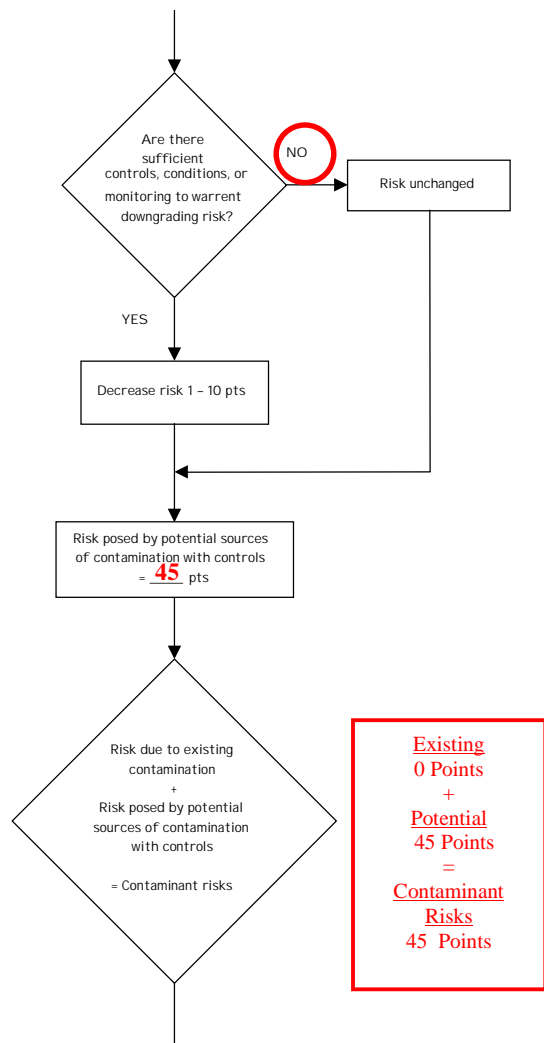 Are there
sufficient
controls, conditions, or
monitoring to warrent
downgrading risk?
NO
Risk unchanged
YES
Decrease risk 1 – 10 pts
Risk posed by potential sources
of contamination with controls
= 45 pts
Risk due to existing
contamination
+
Risk posed by potential
sources of contamination
with controls
= Contaminant risks
Existing
0 Points
+
Potential
45 Points
=
Contaminant
Risks
45 Points